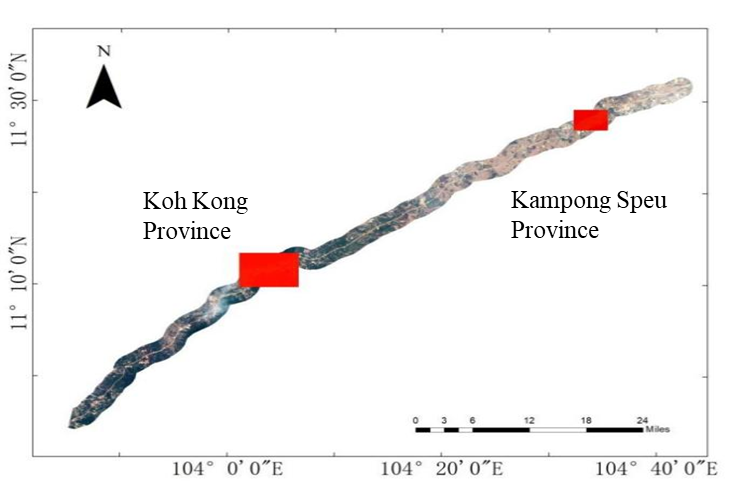 N
11° 30′ 0″N
Koh Kong
Province
Kampong Speu
Province
11° 10′ 0″N
0 3 6 12 18 24
Miles
104° 0′ 0″E 104° 20′ 0″E 104° 40′ 0″E